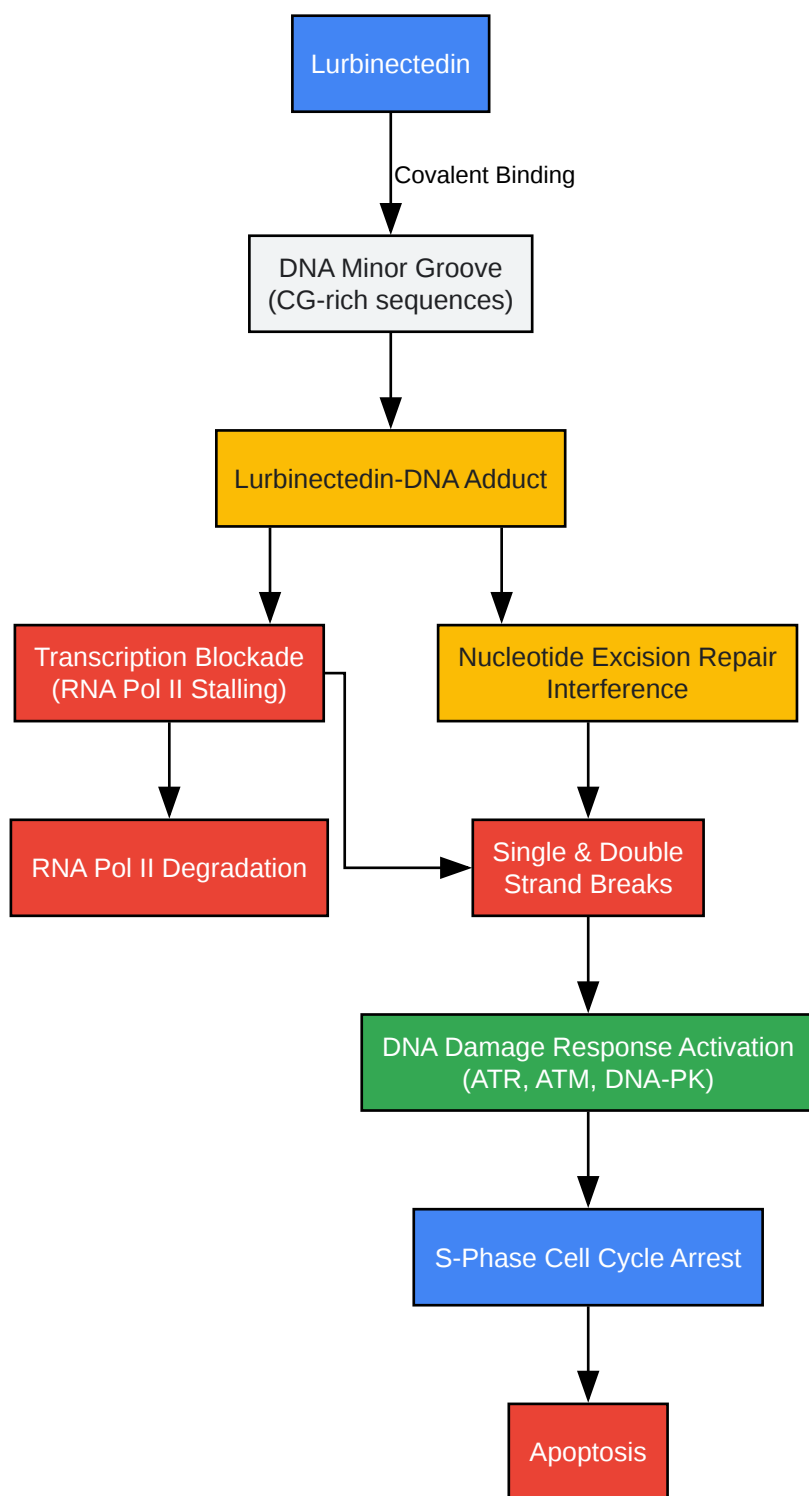 Lurbinectedin
Covalent Binding
DNA Minor Groove
(CG-rich sequences)
Lurbinectedin-DNA Adduct
Transcription Blockade
(RNA Pol II Stalling)
Nucleotide Excision Repair
Interference
RNA Pol II Degradation
Single & Double
Strand Breaks
DNA Damage Response Activation
(ATR, ATM, DNA-PK)
S-Phase Cell Cycle Arrest
Apoptosis